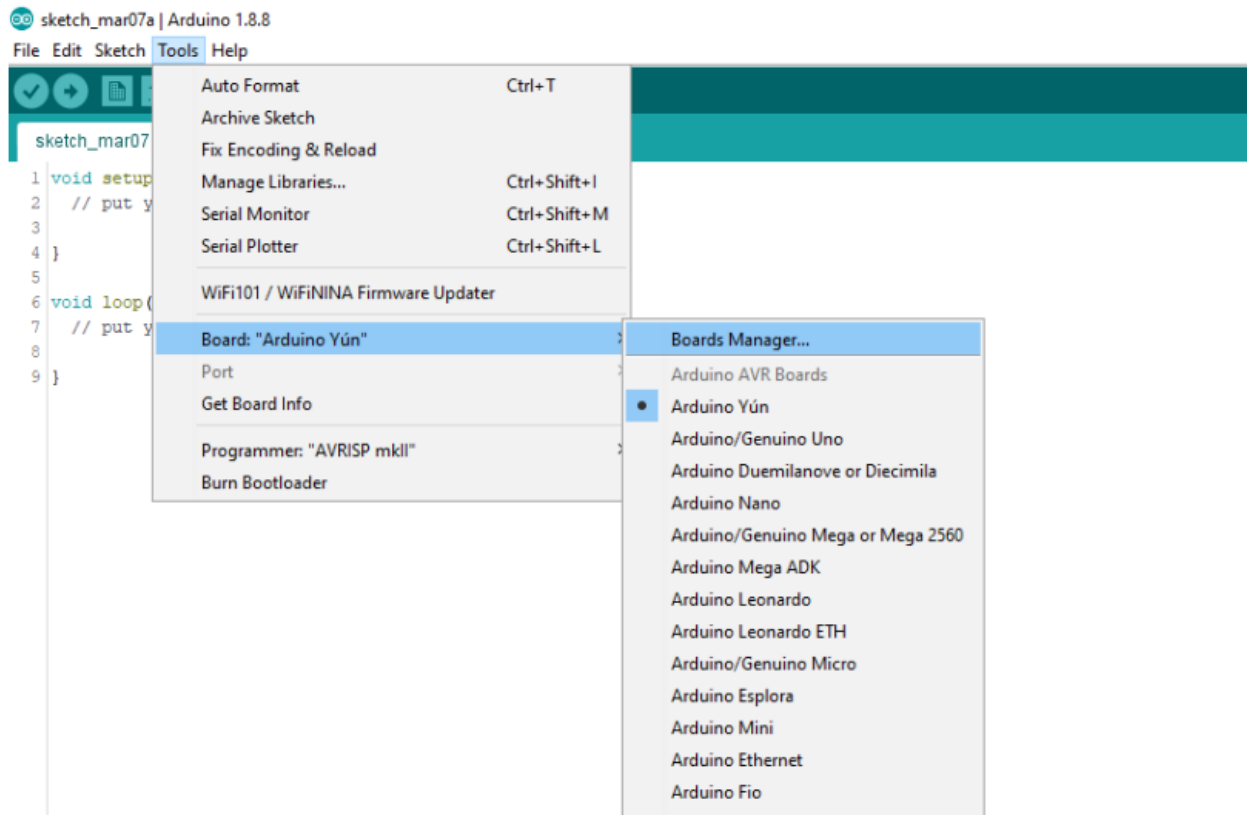 sketch_mar07a | Arduino 1.8.8
File Edit Sketch Tools Help
sketch_mar07
1 void setup
2 // put y
3
4 }
5
6 void loop(
7 // put y
8
9 }
Auto Format Ctrl+T
Archive Sketch
Fix Encoding & Reload
Manage Libraries... Ctrl+Shift+I
Serial Monitor Ctrl+Shift+M
Serial Plotter Ctrl+Shift+L
WiFi101 / WiFiNINA Firmware Updater
Board: "Arduino Yún"
Port
Get Board Info
Programmer: "AVRISP mkII"
Burn Bootloader
Boards Manager...
Arduino AVR Boards
Arduino Yún
Arduino/Genuino Uno
Arduino Duemilanove or Diecimila
Arduino Nano
Arduino/Genuino Mega or Mega 2560
Arduino Mega ADK
Arduino Leonardo
Arduino Leonardo ETH
Arduino/Genuino Micro
Arduino Esplora
Arduino Mini
Arduino Ethernet
Arduino Fio